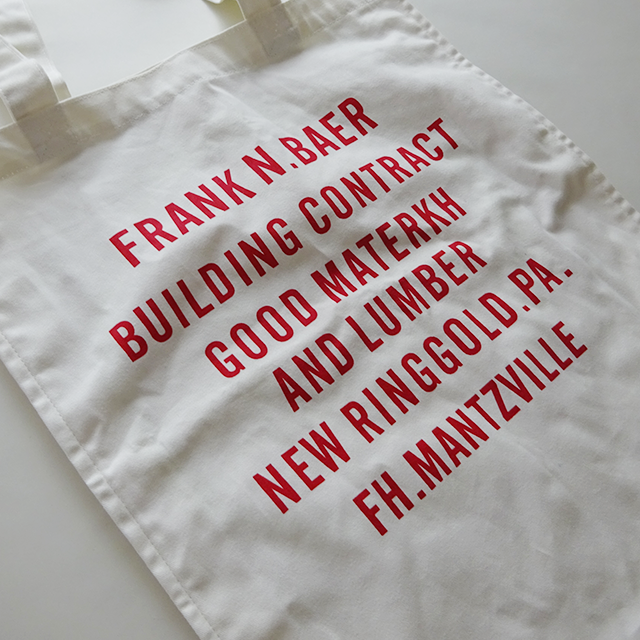 FRANK N.BAER
BUILDING CONTRACT
GOOD MATERKH
AND LUMBER
NEW RINGGOLD.PA.
FH.MANTZVILLE